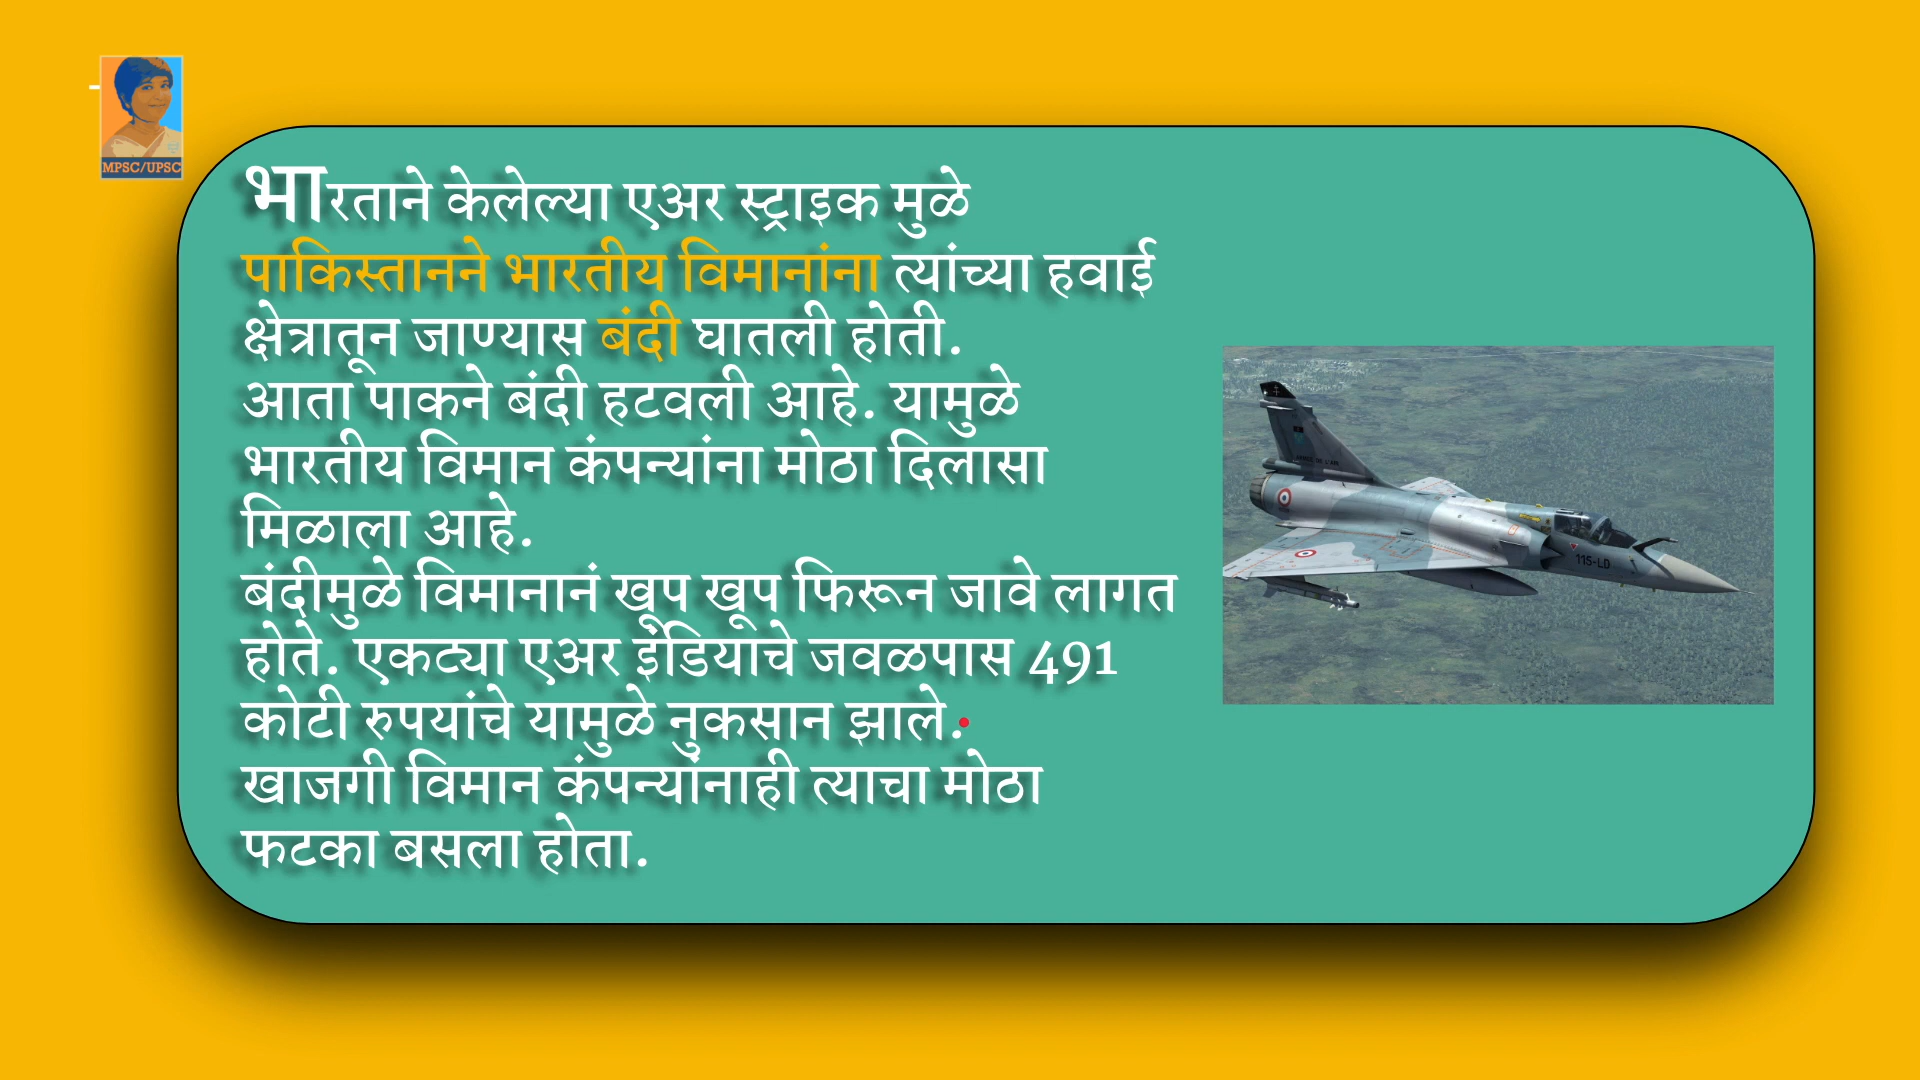 MPSC/UPSC
भारताने केलेल्या एअर स्ट्राइक मुळे
पाकिस्तानने भारतीय विमानांना त्यांच्या हवाई
क्षेत्रातून जाण्यास बंदी घातली होती.
आता पाकने बंदी हटवली आहे. यामुळे
भारतीय विमान कंपन्यांना मोठा दिलासा
मिळाला आहे.
बंदीमुळे विमानानं खूप खूप फिरून जावे लागत
होते. एकट्या एअर इंडियाचे जवळपास 491
कोटी रुपयांचे यामुळे नुकसान झाले.
खाजगी विमान कंपन्यांनाही त्याचा मोठा
फटका बसला होता.
115-LD